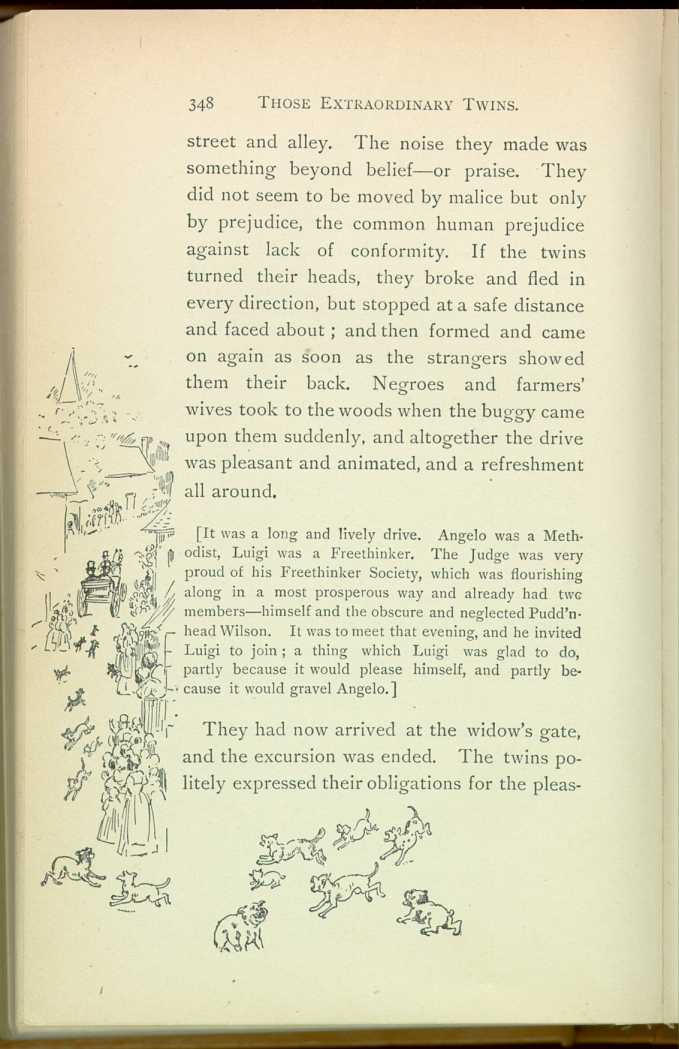 348 THOSE EXTRAORDINARY TWINS.
street and alley. The noise they made was
something beyond belief—or praise. They
did not seem to be moved by malice but only
by prejudice, the common human prejudice
against lack of conformity. If the twins
turned their heads, they broke and fled in
every direction, but stopped at a safe distance
and faced about ; and then formed and came
on again as soon as the strangers showed
them their back. Negroes and farmers'
wives took to the woods when the buggy came
upon them suddenly, and altogether the drive
was pleasant and animated, and a refreshment
all around.
[It was a long and lively drive. Angelo was a Meth-
odist, Luigi was a Freethinker. The Judge was very
proud of his Freethinker Society, which was flourishing
along in a most prosperous way and already had two
members—himself and the obscure and neglected Pudd'n-
head Wilson. It was to meet that evening, and he invited
Luigi to join ; a thing which Luigi was glad to do,
partly because it would please himself, and partly be-
cause it would gravel Angelo.]
They had now arrived at the widow's gate,
and the excursion was ended. The twins po-
litely expressed their obligations for the pleas-